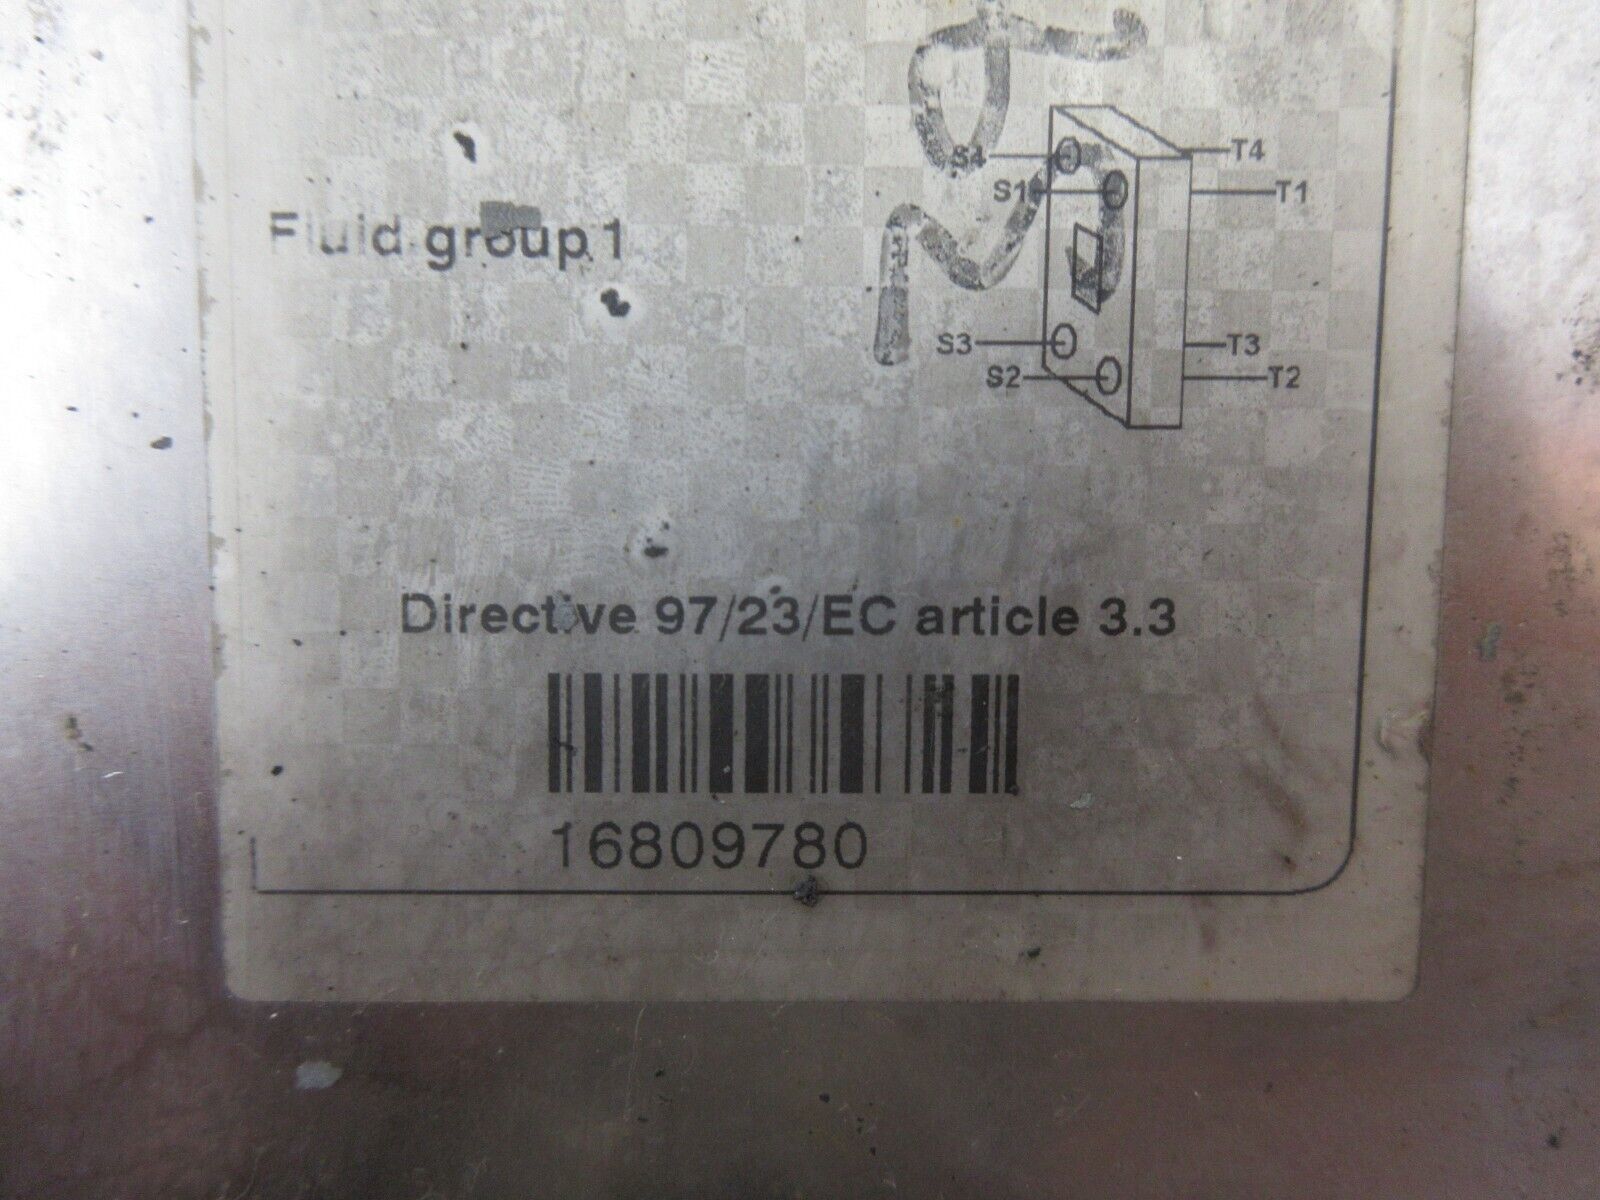 S4 T4
S1 T1
Fluid group 1
S3 T3
S2 T2
Directive 97/23/EC article 3.3
16809780